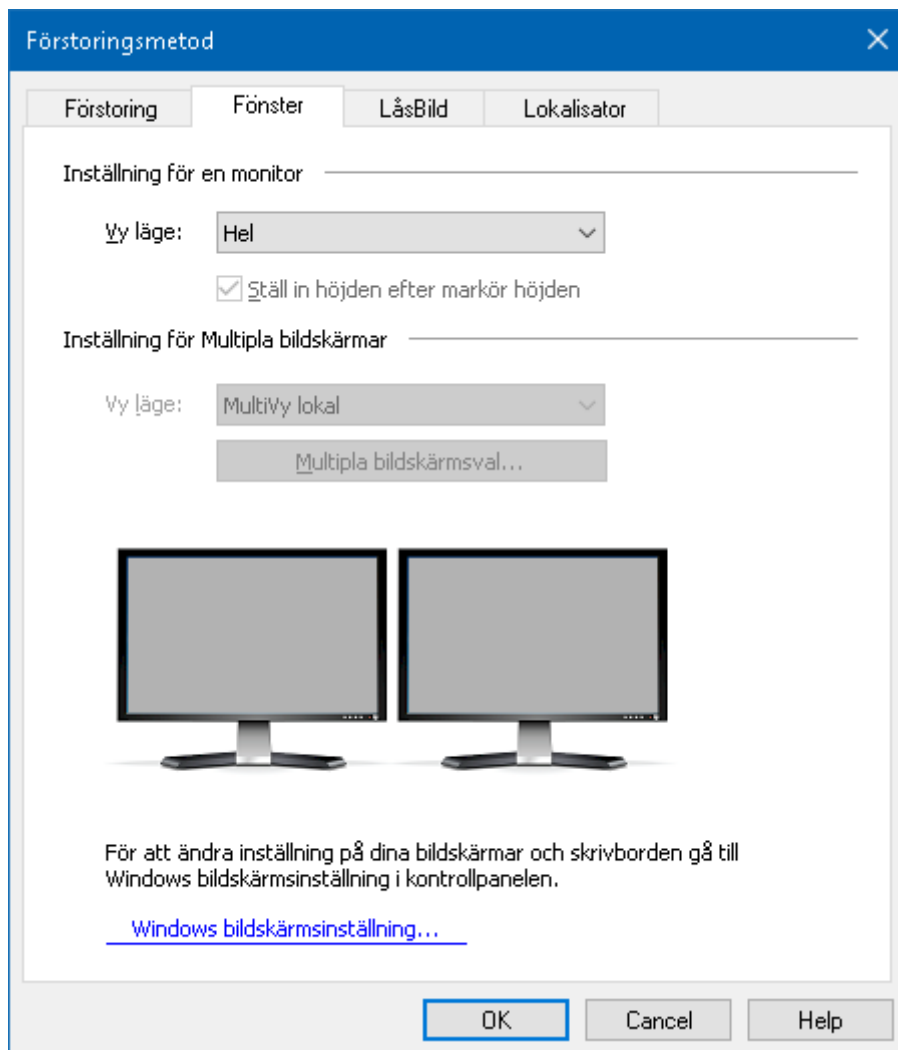 Förstoringsmetod
Förstoring Fönster LåsBild Lokalisator
Inställning för en monitor
Vy läge: Hel
Ställ in höjden efter markör höjden
Inställning för Multipla bildskärmar
Vy läge: MultiVy lokal
Multipla bildskärmsval...
För att ändra inställning på dina bildskärmar och skrivborden gå till
Windows bildskärmsinställning i kontrollpanelen.
Windows bildskärmsinställning...
OK Cancel Help